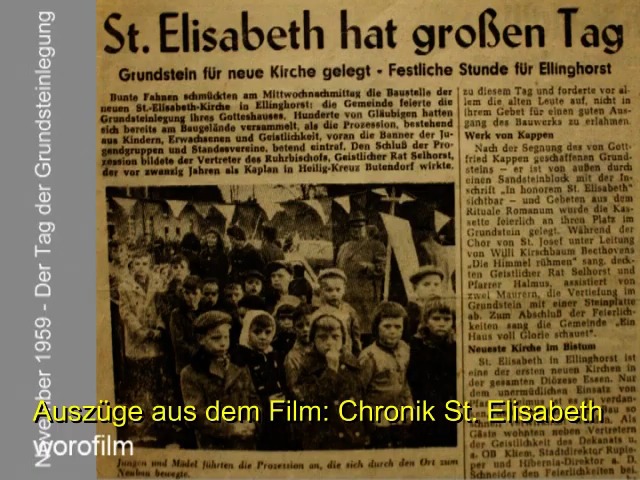 November 1959 - Der Tag der Grundsteinlegung
St. Elisabeth hat großen Tag
Grundstein für neue Kirche gelegt - Festliche Stunde für Ellinghorst
Bunte Fahnen schmückten am Mittwochnachmittag die Baustelle der
neuen St.-Elisabeth-Kirche in Ellinghorst: die Gemeinde feierte die
Grundsteinlegung ihres Gotteshauses. Hunderte von Gläubigen hatten
sich bereits am Baugelände versammelt, als die Prozession, bestehend
aus Kindern, Erwachsenen und Geistlichkeit, voran die Banner der Ju-
gendgruppen und Standesvereine, betend eintraf. Den Schluß der Pro-
zession bildete der Vertreter des Ruhrbischofs, Geistlicher Rat Selhorst,
der vor zwanzig Jahren als Kaplan in Heilig-Kreuz Butendorf wirkte.
Jungen und Mädel führten die Prozession an, die sich durch den Ort zum
Neubau bewegte.
zu diesem Tag und forderte vor al-
lem die alten Leute auf, nicht in
ihrem Gebet für einen guten Aus-
gang des Bauwerks zu erlahmen.
Werk von Kappen
Nach der Segnung des von Gott-
fried Kappen geschaffenen Grund-
steins – er ist von außen durch
einen Sandsteinblock mit der In-
schrift „In honorem St. Elisabeth"
sichtbar – und Gebeten aus dem
Rituale Romanum wurde die Kas-
sette feierlich an ihren Platz im
Grundstein gelegt. Während der
Chor von St. Josef unter Leitung
von Willi Kirschbaum Beethovens
„Die Himmel rühmen" sang, deck-
ten Geistlicher Rat Selhorst und
Pfarrer Halmus, assistiert von
zwei Maurern, die Vertiefung im
Grundstein mit einer Steinplatte
ab. Zum Abschluß der Feierlich-
keiten sang die Gemeinde „Ein
Haus voll Glorie schauet".
Neueste Kirche im Bistum
St. Elisabeth in Ellinghorst ist
eine der ersten neuen Kirchen in
der gesamten Diözese Essen. Nur
dem unermüdlichen Einsatz von
Als
Gäste wohnten neben Vertretern
der Geistlichkeit des Dekanats u.
a. OB Kliem, Stadtdirektor Rupie-
per und Hibernia-Direktor a. D.
Schneider den Feierlichkeiten bei.
Auszüge aus dem Film: Chronik St. Elisabeth
worofilm